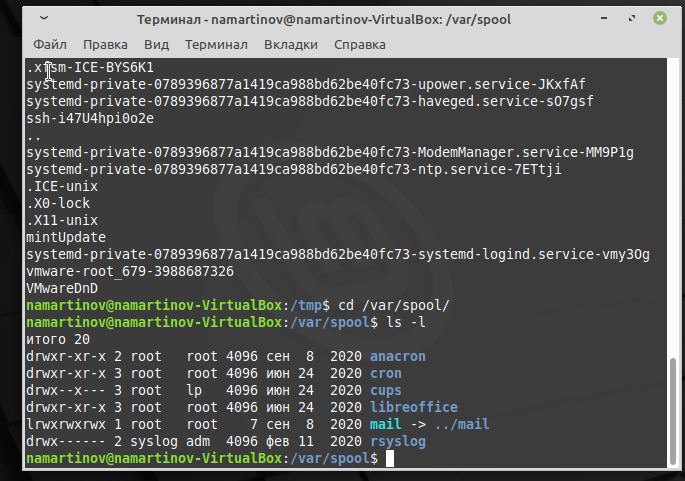 Терминал - namartinov@namartinov-VirtualBox: /var/spool
Файл Правка Вид Терминал Вкладки Справка
.xfsm-ICE-BYS6K1
systemd-private-0789396877a1419ca988bd62be40fc73-upower.service-JKxfAf
systemd-private-0789396877a1419ca988bd62be40fc73-haveged.service-sO7gsf
ssh-i47U4hpi0o2e
..
systemd-private-0789396877a1419ca988bd62be40fc73-ModemManager.service-MM9P1g
systemd-private-0789396877a1419ca988bd62be40fc73-ntp.service-7ETtji
.ICE-unix
.X0-lock
.X11-unix
mintUpdate
systemd-private-0789396877a1419ca988bd62be40fc73-systemd-logind.service-vmy3Og
vmware-root_679-3988687326
VMwareDnD
namartinov@namartinov-VirtualBox:/tmp$ cd /var/spool/
namartinov@namartinov-VirtualBox:/var/spool$ ls -l
итого 20
drwxr-xr-x 2 root   root 4096 сен  8  2020 anacron
drwxr-xr-x 3 root   root 4096 июн 24  2020 cron
drwx--x--- 3 root   lp   4096 июн 24  2020 cups
drwxr-xr-x 3 root   root 4096 июн 24  2020 libreoffice
lrwxrwxrwx 1 root   root    7 сен  8  2020 mail -> ../mail
drwx------ 2 syslog adm  4096 фев 11  2020 rsyslog
namartinov@namartinov-VirtualBox:/var/spool$